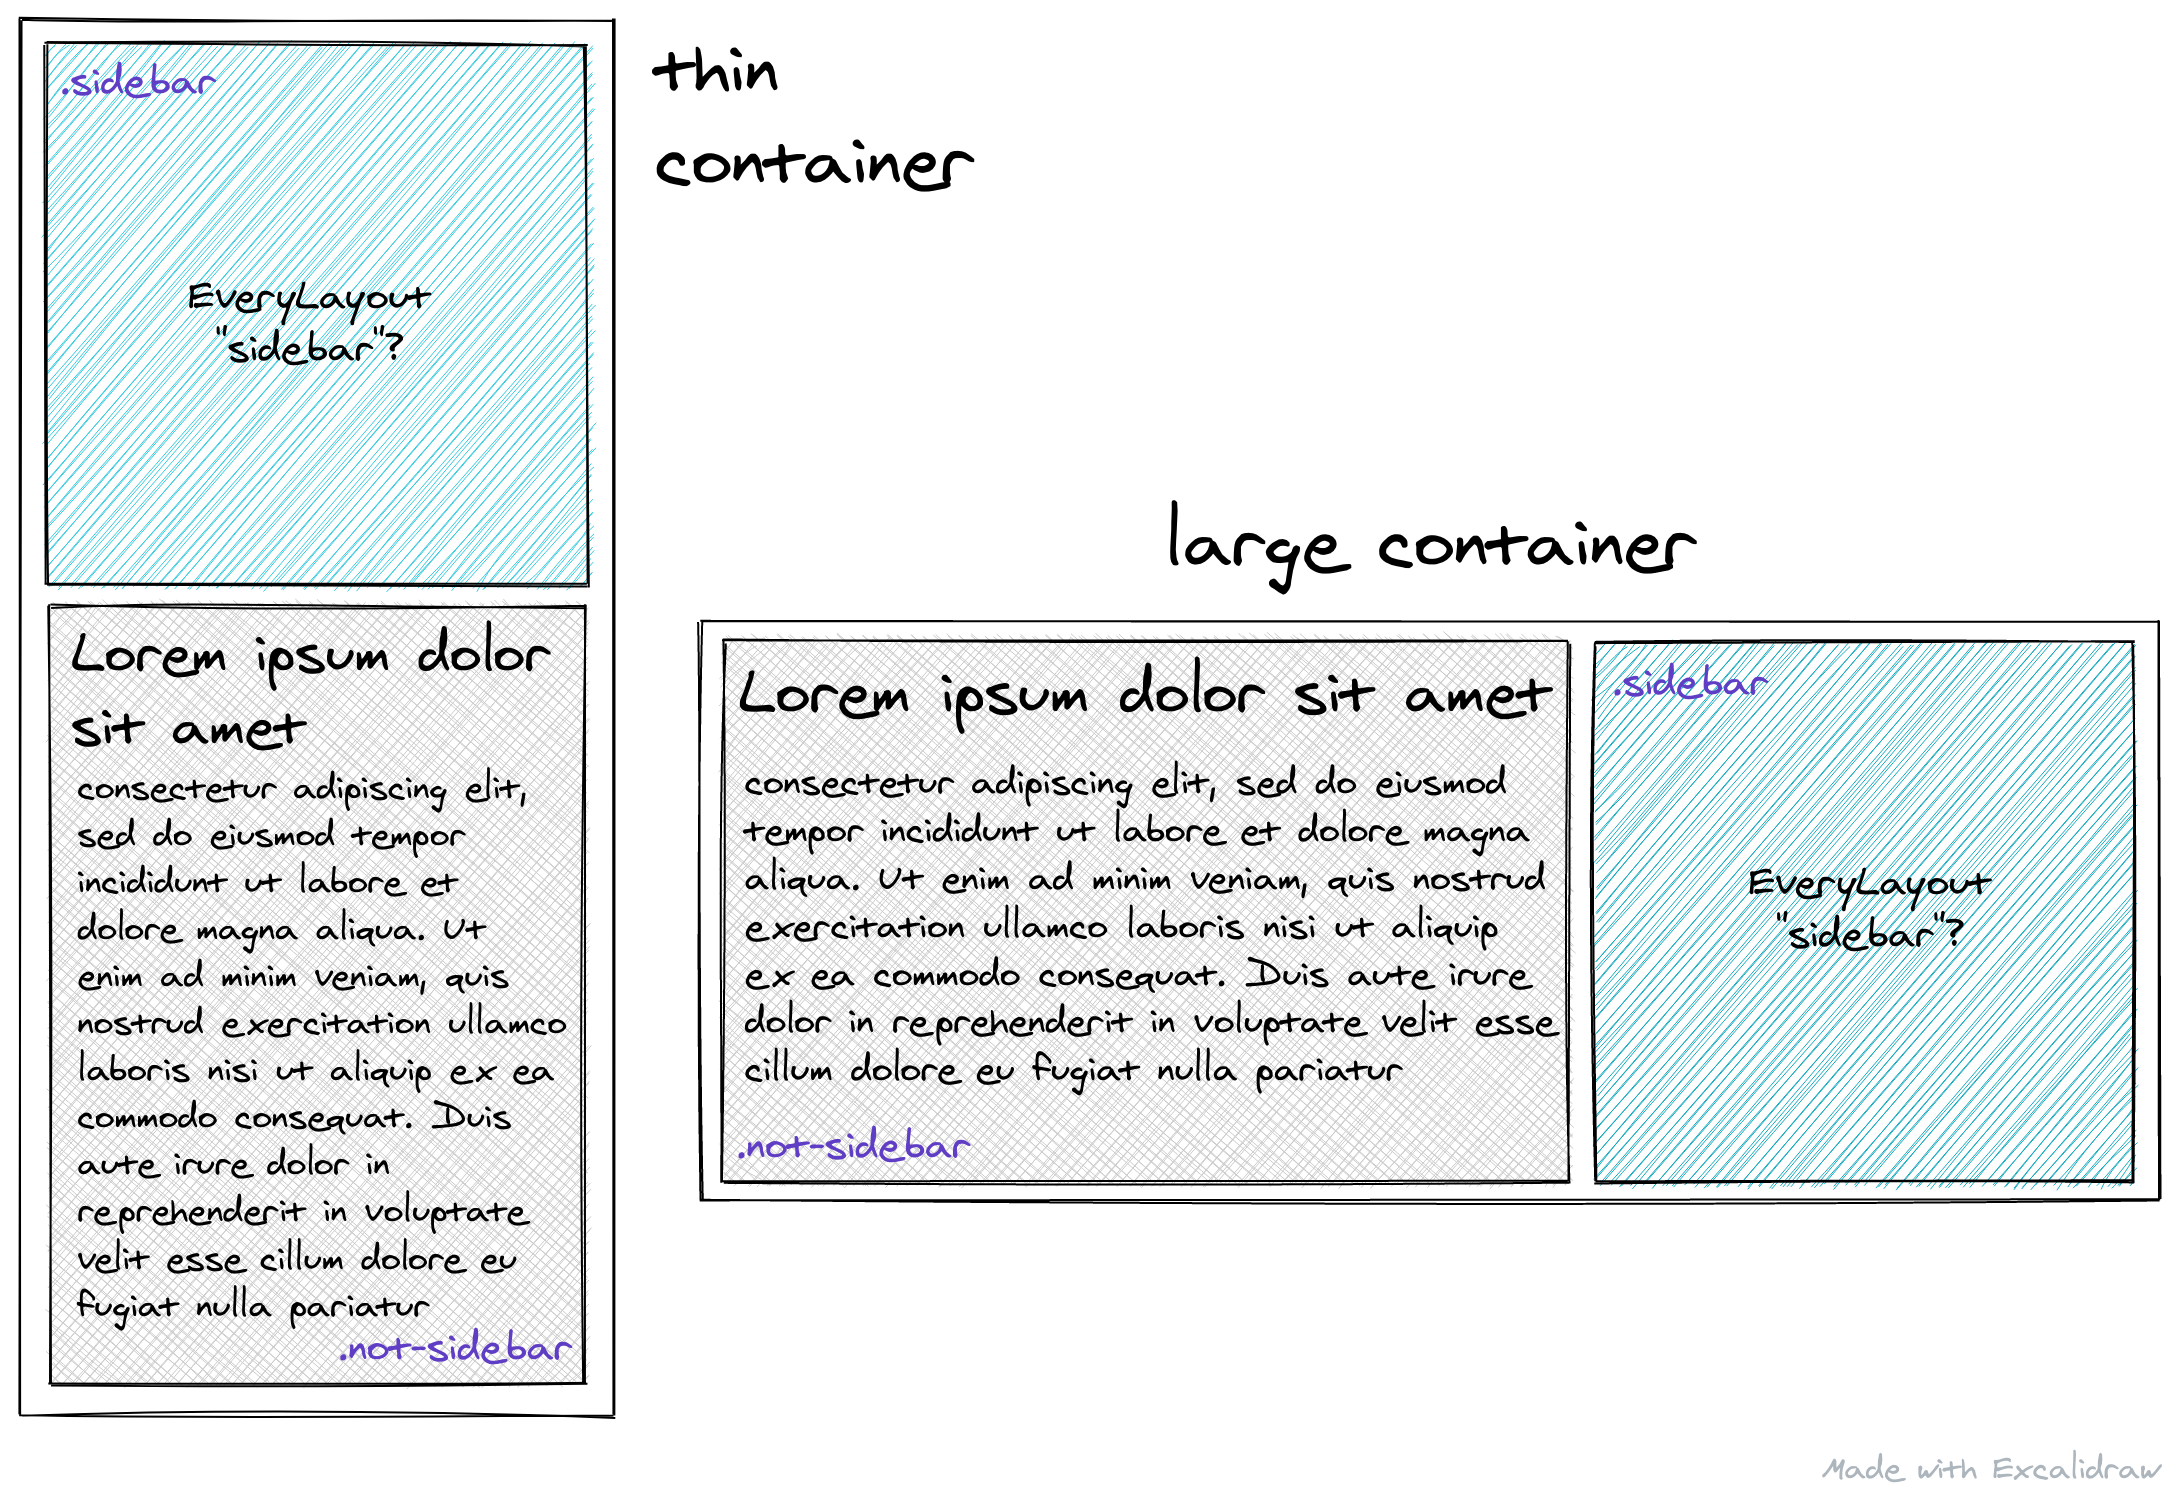 .sidebar
EveryLayout
"sidebar"?
Lorem ipsum dolor
sit amet
consectetur adipiscing elit,
sed do eiusmod tempor
incididunt ut labore et
dolore magna aliqua. Ut
enim ad minim veniam, quis
nostrud exercitation ullamco
laboris nisi ut aliquip ex ea
commodo consequat. Duis
aute irure dolor in
reprehenderit in voluptate
velit esse cillum dolore eu
fugiat nulla pariatur
.not-sidebar
thin
container
large container
Lorem ipsum dolor sit amet
consectetur adipiscing elit, sed do eiusmod
tempor incididunt ut labore et dolore magna
aliqua. Ut enim ad minim veniam, quis nostrud
exercitation ullamco laboris nisi ut aliquip
ex ea commodo consequat. Duis aute irure
dolor in reprehenderit in voluptate velit esse
cillum dolore eu fugiat nulla pariatur
.not-sidebar
.sidebar
EveryLayout
"sidebar"?
Made with Excalidraw